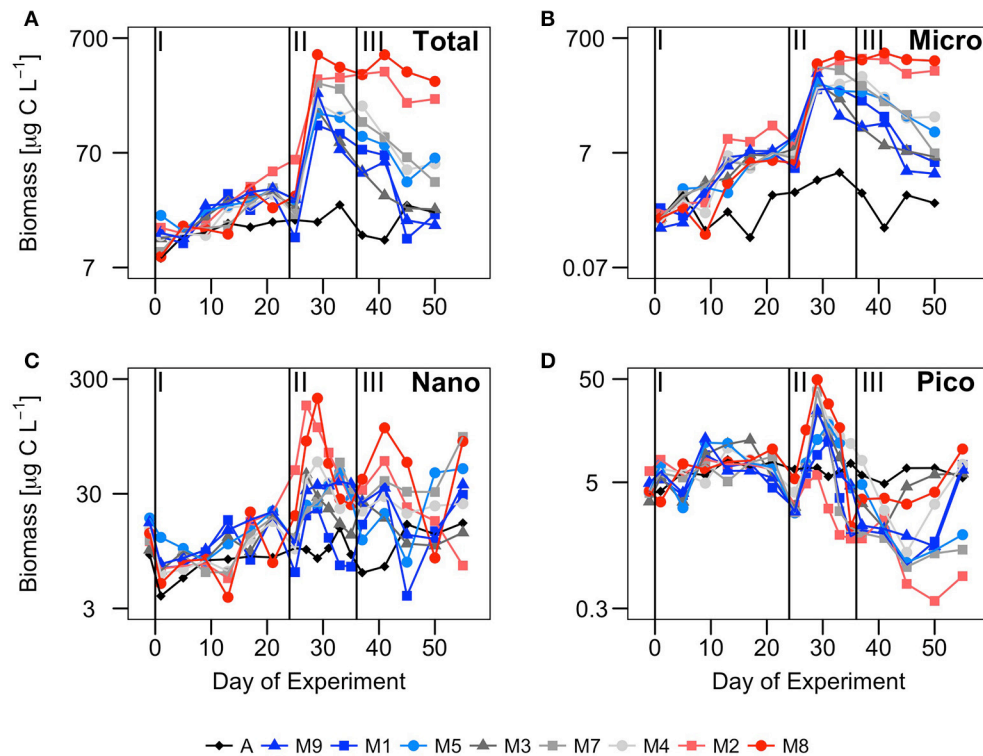 A
B
I II III Total
I II III Micro
700
70
7
700
7
0.07
Biomass [µg C L⁻¹]
0 10 20 30 40 50
0 10 20 30 40 50
C
D
I II III Nano
I II III Pico
300
30
3
50
5
0.3
Biomass [µg C L⁻¹]
0 10 20 30 40 50
0 10 20 30 40 50
Day of Experiment
Day of Experiment
A M9 M1 M5 M3 M7 M4 M2 M8